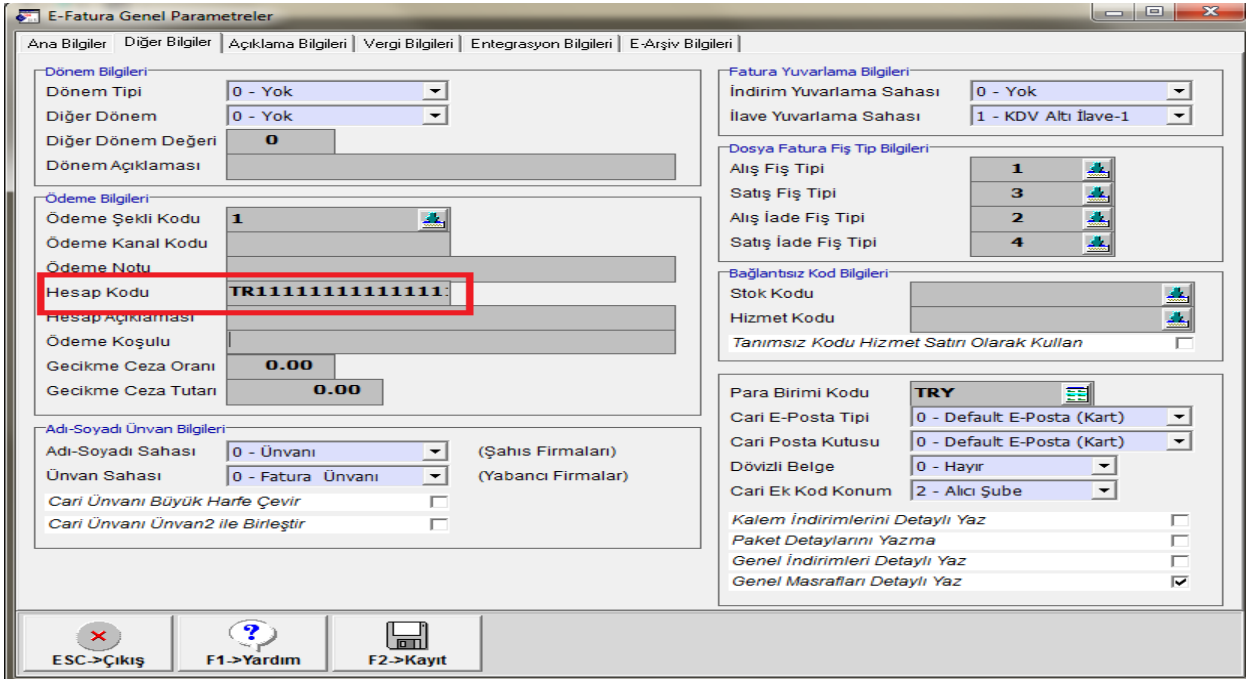 E-Fatura Genel Parametreler
Ana Bilgiler Diğer Bilgiler Açıklama Bilgileri Vergi Bilgileri Entegrasyon Bilgileri E-Arşiv Bilgileri
Dönem Bilgileri
Dönem Tipi 0 - Yok
Diğer Dönem 0 - Yok
Diğer Dönem Değeri 0
Dönem Açıklaması
Ödeme Bilgileri
Ödeme Şekli Kodu 1
Ödeme Kanal Kodu
Ödeme Notu
Hesap Kodu TR11111111111111
Hesap Açıklaması
Ödeme Koşulu
Gecikme Ceza Oranı 0.00
Gecikme Ceza Tutarı 0.00
Adı-Soyadı Ünvan Bilgileri
Adı-Soyadı Sahası 0 - Ünvanı (Şahıs Firmaları)
Ünvan Sahası 0 - Fatura Ünvanı (Yabancı Firmalar)
Cari Ünvanı Büyük Harfe Çevir
Cari Ünvanı Ünvan2 ile Birleştir
Fatura Yuvarlama Bilgileri
İndirim Yuvarlama Sahası 0 - Yok
İlave Yuvarlama Sahası 1 - KDV Altı İlave-1
Dosya Fatura Fiş Tip Bilgileri
Alış Fiş Tipi 1
Satış Fiş Tipi 3
Alış İade Fiş Tipi 2
Satış İade Fiş Tipi 4
Bağlantısız Kod Bilgileri
Stok Kodu
Hizmet Kodu
Tanımsız Kodu Hizmet Satırı Olarak Kullan
Para Birimi Kodu TRY
Cari E-Posta Tipi 0 - Default E-Posta (Kart)
Cari Posta Kutusu 0 - Default E-Posta (Kart)
Dövizli Belge 0 - Hayır
Cari Ek Kod Konum 2 - Alıcı Şube
Kalem İndirimlerini Detaylı Yaz
Paket Detaylarını Yazma
Genel İndirimleri Detaylı Yaz
Genel Masrafları Detaylı Yaz
ESC->Çıkış F1->Yardım F2->Kayıt